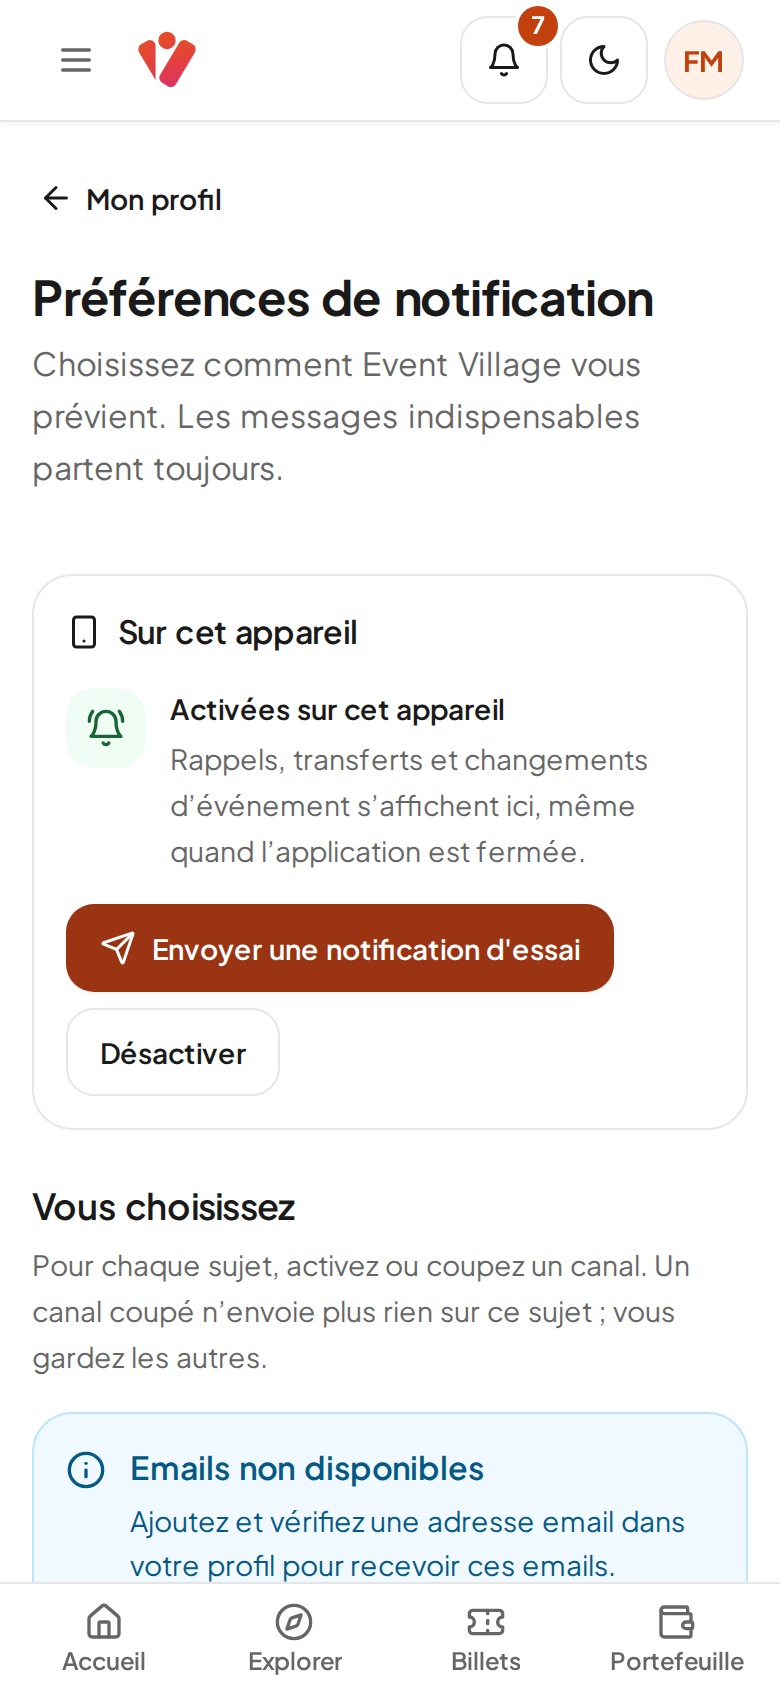 7
FM
Mon profil
Préférences de notification
Choisissez comment Event Village vous
prévient. Les messages indispensables
partent toujours.
Sur cet appareil
Activées sur cet appareil
Rappels, transferts et changements
d’événement s’affichent ici, même
quand l’application est fermée.
Envoyer une notification d'essai
Désactiver
Vous choisissez
Pour chaque sujet, activez ou coupez un canal. Un
canal coupé n’envoie plus rien sur ce sujet ; vous
gardez les autres.
Emails non disponibles
Ajoutez et vérifiez une adresse email dans
votre profil pour recevoir ces emails.
Accueil
Explorer
Billets
Portefeuille